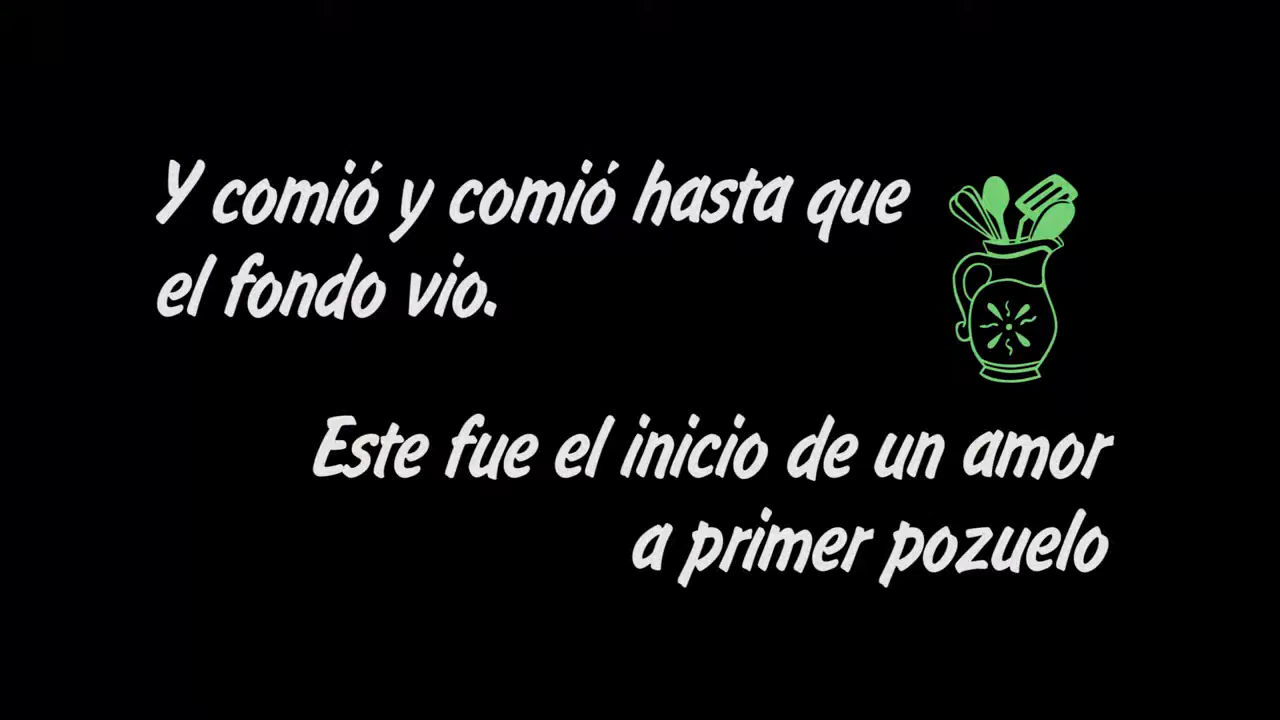 Y comió y comió hasta que
el fondo vio.
Este fue el inicio de un amor
a primer pozuelo